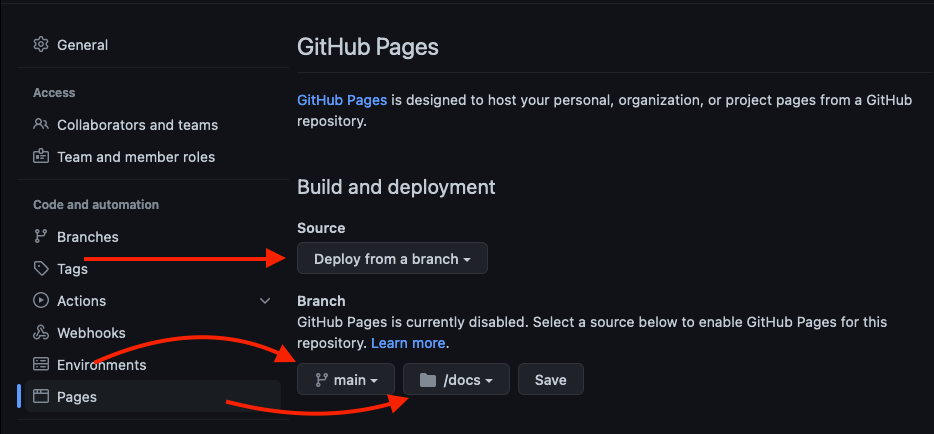 General
Access
Collaborators and teams
Team and member roles
Code and automation
Branches
Tags
Actions
Webhooks
Environments
Pages
GitHub Pages
GitHub Pages is designed to host your personal, organization, or project pages from a GitHub
repository.
Build and deployment
Source
Deploy from a branch
Branch
GitHub Pages is currently disabled. Select a source below to enable GitHub Pages for this
repository. Learn more.
main /docs Save